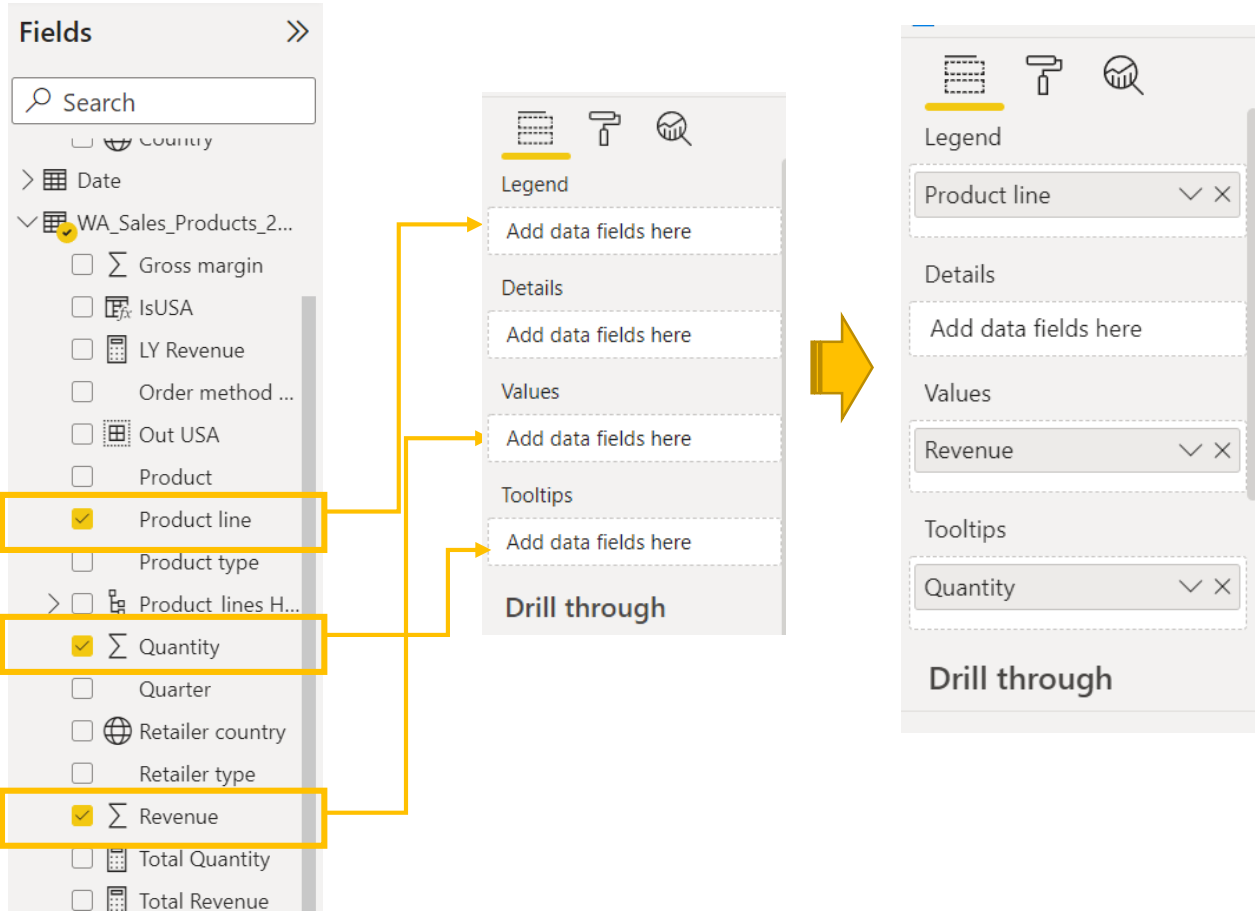 Fields
Search
Country
Date
WA_Sales_Products_2...
Gross margin
IsUSA
LY Revenue
Order method ...
Out USA
Product
Product line
Product type
Product lines H...
Quantity
Quarter
Retailer country
Retailer type
Revenue
Total Quantity
Total Revenue
Legend
Add data fields here
Details
Add data fields here
Values
Add data fields here
Tooltips
Add data fields here
Drill through
Legend
Product line
Details
Add data fields here
Values
Revenue
Tooltips
Quantity
Drill through